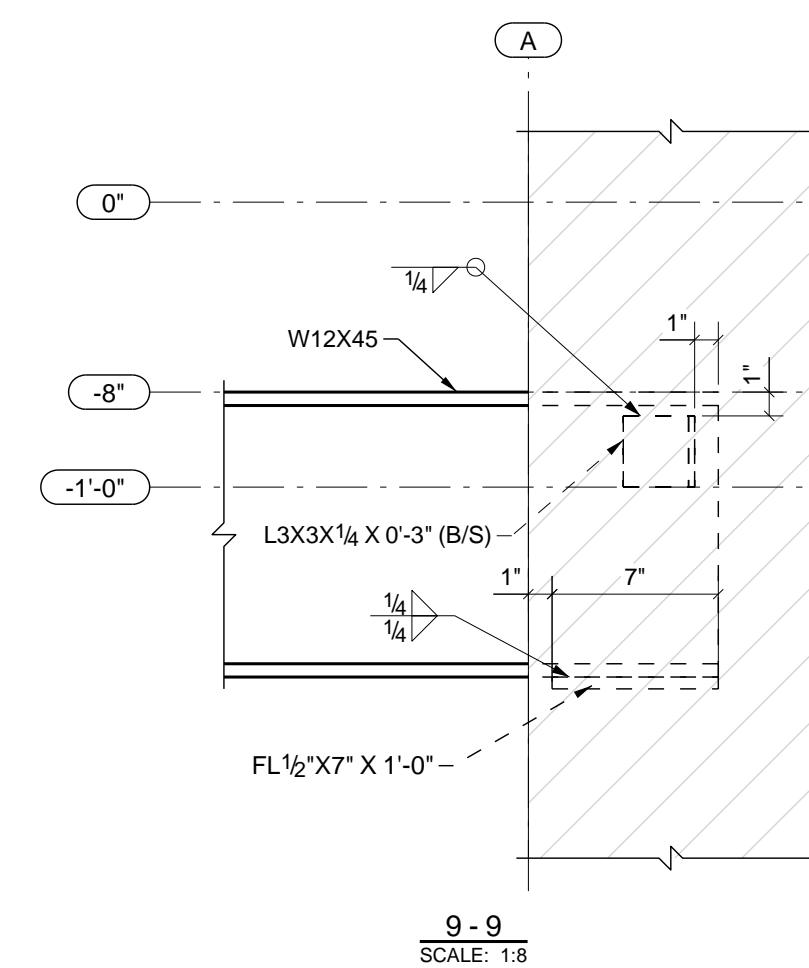 A
0"
1/4
1"
W12X45
1"
-8"
-1'-0"
L3X3X1/4 X 0'-3" (B/S)
1"
7"
1/4
1/4
FL1/2"X7" X 1'-0"
9 - 9
SCALE: 1:8